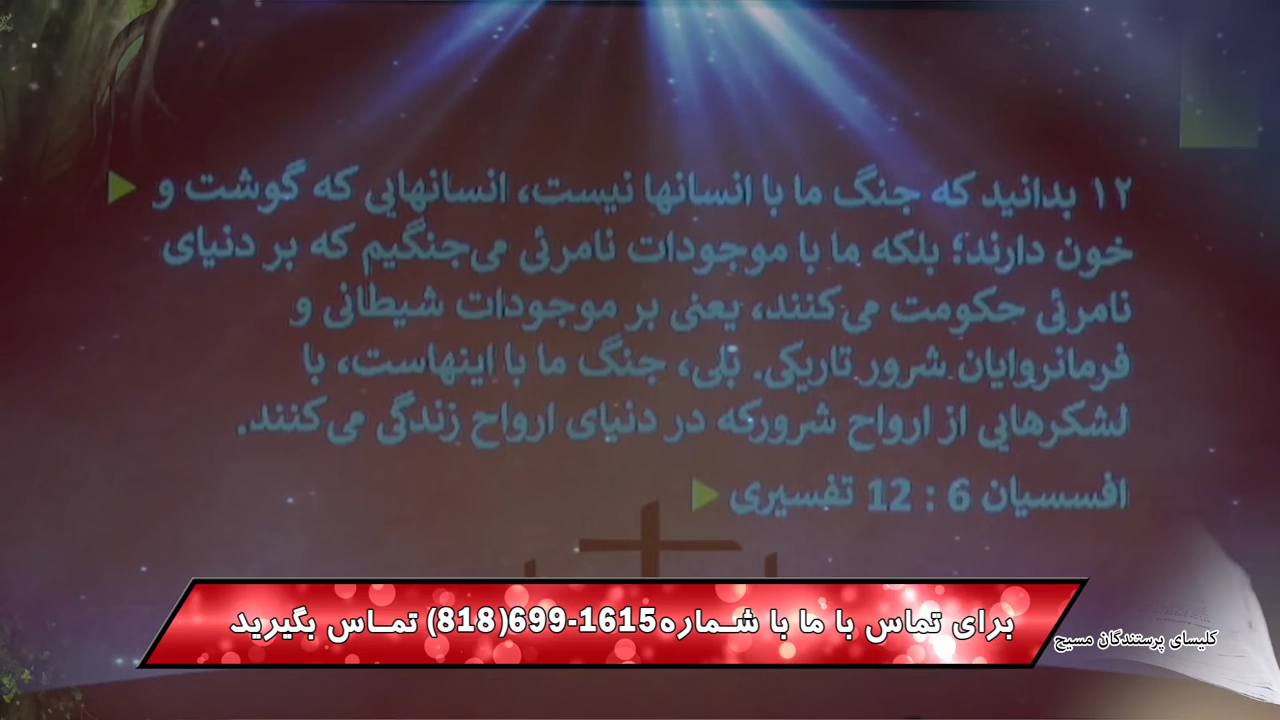 ۱۲ بدانید که جنگ ما با انسانها نیست، انسانهایی که گوشت و
خون دارند؛ بلکه ما با موجودات نامرئی می‌جنگیم که بر دنیای
نامرئی حکومت می‌کنند، یعنی بر موجودات شیطانی و
فرمانروایان شرور تاریکی. بلی، جنگ ما با اینهاست، با
لشکرهایی از ارواح شرورکه در دنیای ارواح زندگی می‌کنند.
افسسیان 6 : 12 تفسیری
برای تماس با ما با شـماره 1615-699(818) تمـاس بگیرید
کلیسای پرستندگان مسیح